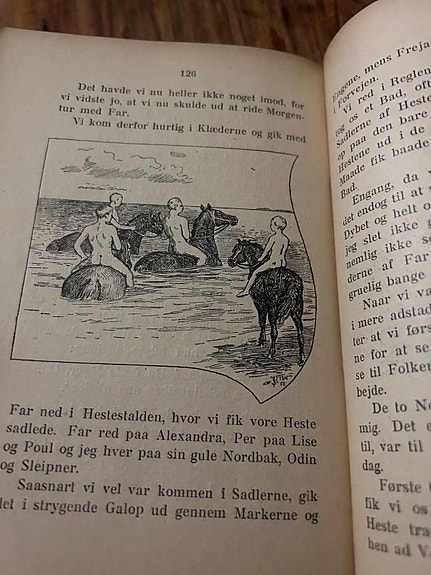 126
Det havde vi nu heller ikke noget imod, for
vi vidste jo, at vi nu skulde ud at ride Morgen-
tur med Far.
Vi kom derfor hurtig i Klæderne og gik med
Far ned i Hestestalden, hvor vi fik vore Heste
sadlede. Far red paa Alexandra, Per paa Lise
og Poul og jeg hver paa sin gule Nordbak, Odin
og Sleipner.
Saasnart vi vel var kommen i Sadlerne, gik
det i strygende Galop ud gennem Markerne og
Engene, mens Freja
i Forvejen.
Vi red i Reglen
og os et Bad, ofte
Sadlerne af Heste
op paa den bare
Hestene ud i de
Maade fik baade
Bad.
Engang, da
det endog til at s
Dybet og helt o
jeg slet ikke g
nemlig ikke s
derne af Far
gruelig bange
Naar vi va
i mere adstad
ter at vi førs
ne for at se
se til Folker
bejde.
De to No
mig. Det e
til, var til
dag.
Første
fik vi os
Heste tra
hen ad V